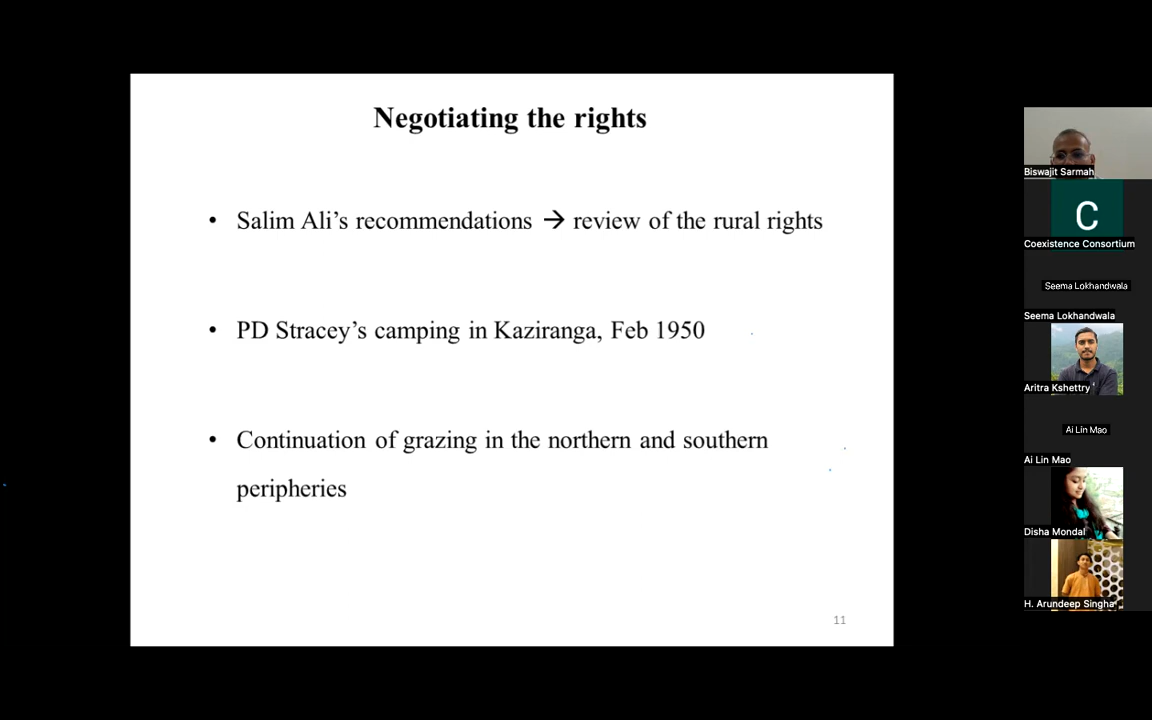 Negotiating the rights
• Salim Ali’s recommendations → review of the rural rights
• PD Stracey’s camping in Kaziranga, Feb 1950
• Continuation of grazing in the northern and southern
peripheries
11
Biswajit Sarmah
C
Coexistence Consortium
Seema Lokhandwala
Seema Lokhandwala
Aritra Kshettry
Ai Lin Mao
Ai Lin Mao
Disha Mondal
H. Arundeep Singha